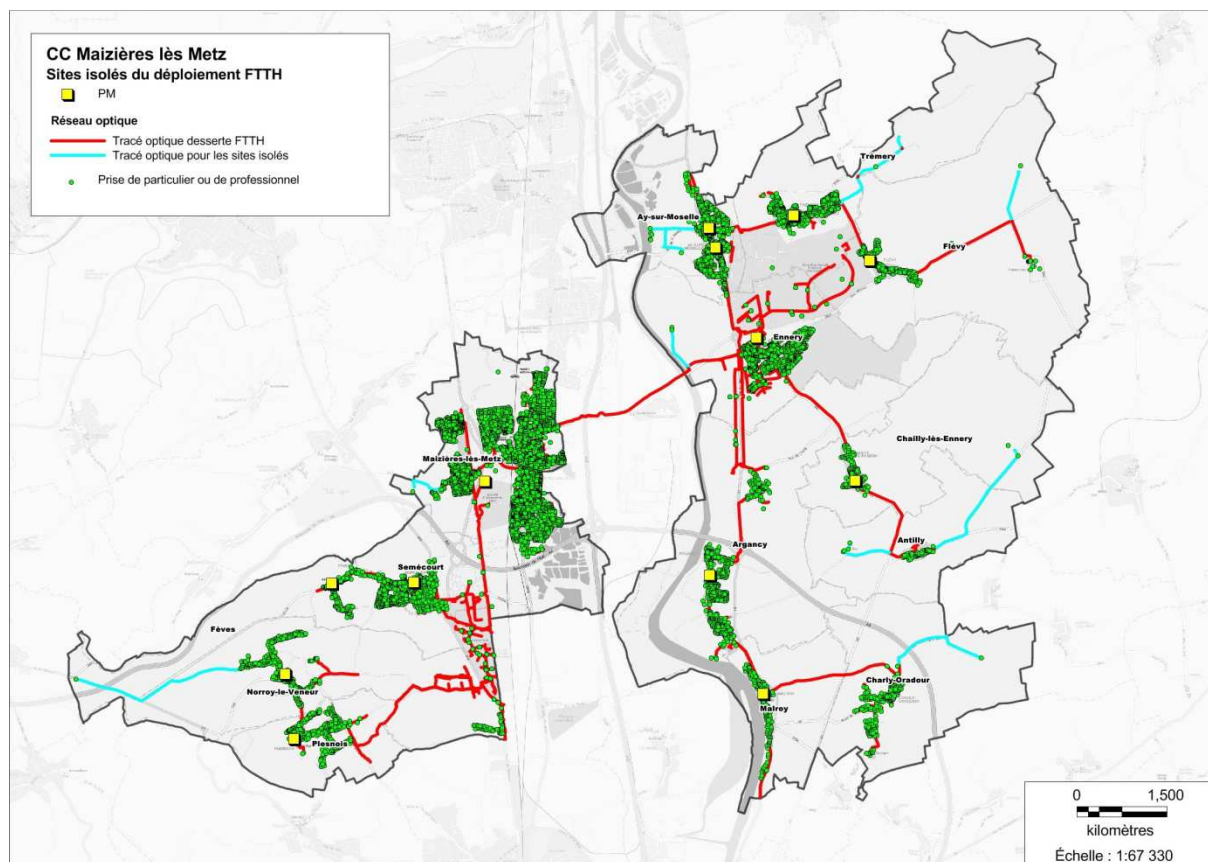 CC Maizières lès Metz
Sites isolés du déploiement FTTH
PM
Réseau optique
Tracé optique desserte FTTH
Tracé optique pour les sites isolés
Prise de particulier ou de professionnel
Trémery
Ay-sur-Moselle
Flévy
Ennery
Chailly-lès-Ennery
Maizières-lès-Metz
Antilly
Argancy
Semécourt
Fèves
Charly-Oradour
Norroy-le-Veneur
Malroy
Plesnois
0 1,500
kilomètres
Échelle : 1:67 330